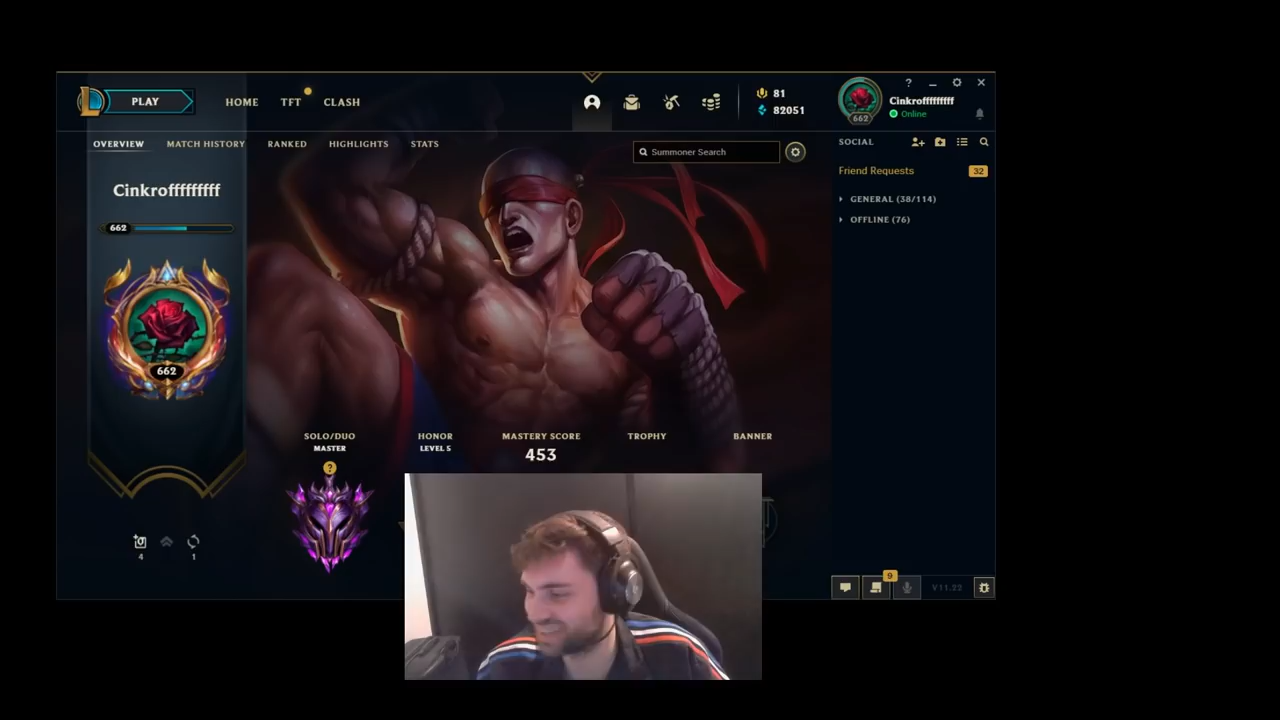 PLAY
HOME
TFT
CLASH
81
82051
?
662
Cinkrofffffffff
Online
OVERVIEW
MATCH HISTORY
RANKED
HIGHLIGHTS
STATS
Summoner Search
SOCIAL
Friend Requests
32
GENERAL (38/114)
OFFLINE (76)
Cinkrofffffffff
662
662
SOLO/DUO
MASTER
HONOR
LEVEL 5
MASTERY SCORE
453
TROPHY
BANNER
?
4
1
9
V11.22